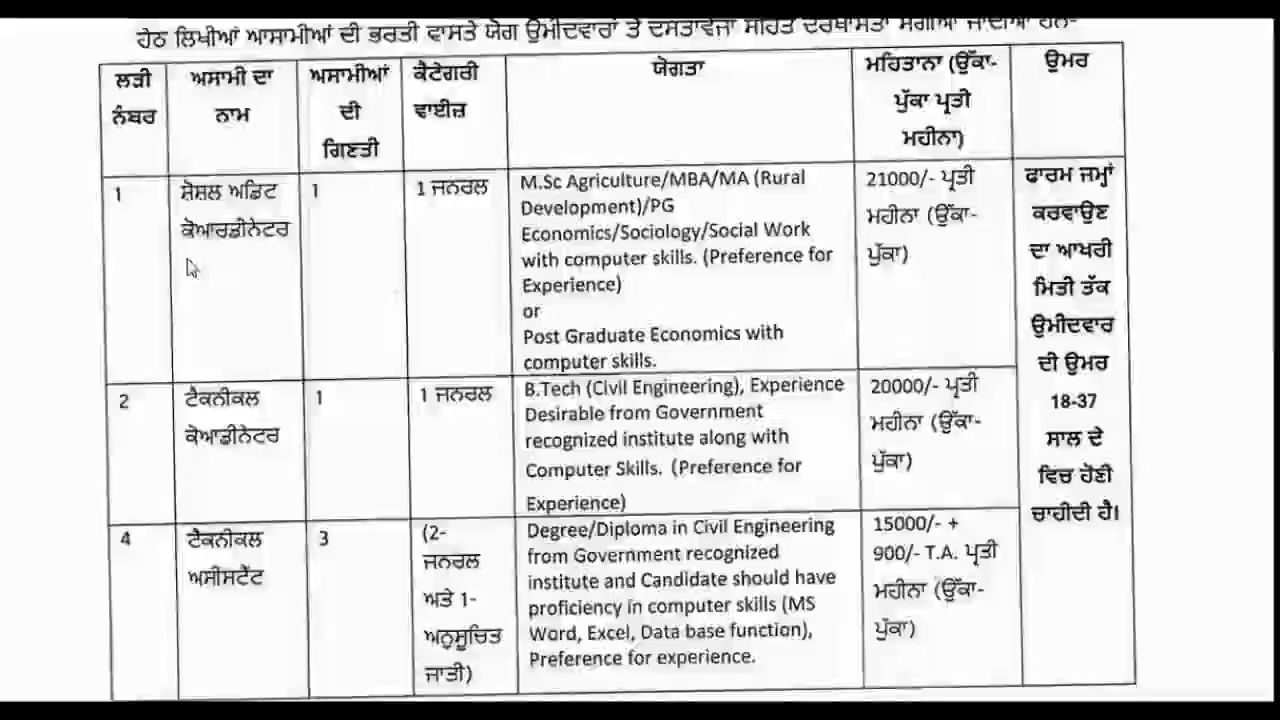 ਹੇਠ ਲਿਖੀਆਂ ਆਸਾਮੀਆਂ ਦੀ ਭਰਤੀ ਵਾਸਤੇ ਯੋਗ ਉਮੀਦਵਾਰਾਂ ਤੋਂ ਦਸਤਾਵੇਜਾਂ ਸਹਿਤ ਦਰਖਾਸਤਾਂ ਮੰਗੀਆਂ ਜਾਂਦੀਆਂ ਹਨ-
ਲੜੀ
ਨੰਬਰ
ਅਸਾਮੀ ਦਾ
ਨਾਮ
ਅਸਾਮੀਆਂ
ਦੀ
ਗਿਣਤੀ
ਕੈਟੇਗਰੀ
ਵਾਈਜ਼
ਯੋਗਤਾ
ਮਹਿਤਾਨਾ (ਉੱਕਾ-
ਪੁੱਕਾ ਪ੍ਰਤੀ
ਮਹੀਨਾ)
ਉਮਰ
1
ਸ਼ੋਸ਼ਲ ਅਡਿਟ
ਕੋਆਰਡੀਨੇਟਰ
1
1 ਜਨਰਲ
M.Sc Agriculture/MBA/MA (Rural
Development)/PG
Economics/Sociology/Social Work
with computer skills. (Preference for
Experience)
or
Post Graduate Economics with
computer skills.
21000/- ਪ੍ਰਤੀ
ਮਹੀਨਾ (ਉੱਕਾ-
ਪੁੱਕਾ)
ਫਾਰਮ ਜਮ੍ਹਾਂ
ਕਰਵਾਉਣ
ਦਾ ਆਖਰੀ
ਮਿਤੀ ਤੱਕ
ਉਮੀਦਵਾਰ
ਦੀ ਉਮਰ
18-37
ਸਾਲ ਦੇ
ਵਿਚ ਹੋਣੀ
ਚਾਹੀਦੀ ਹੈ।
2
ਟੈਕਨੀਕਲ
ਕੋਆਡੀਨੇਟਰ
1
1 ਜਨਰਲ
B.Tech (Civil Engineering), Experience
Desirable from Government
recognized institute along with
Computer Skills. (Preference for
Experience)
20000/- ਪ੍ਰਤੀ
ਮਹੀਨਾ (ਉੱਕਾ-
ਪੁੱਕਾ)
4
ਟੈਕਨੀਕਲ
ਅਸੀਸਟੈਂਟ
3
(2-
ਜਨਰਲ
ਅਤੇ 1-
ਅਨੁਸੂਚਿਤ
ਜਾਤੀ)
Degree/Diploma in Civil Engineering
from Government recognized
institute and Candidate should have
proficiency in computer skills (MS
Word, Excel, Data base function),
Preference for experience.
15000/- +
900/- T.A. ਪ੍ਰਤੀ
ਮਹੀਨਾ (ਉੱਕਾ-
ਪੁੱਕਾ)